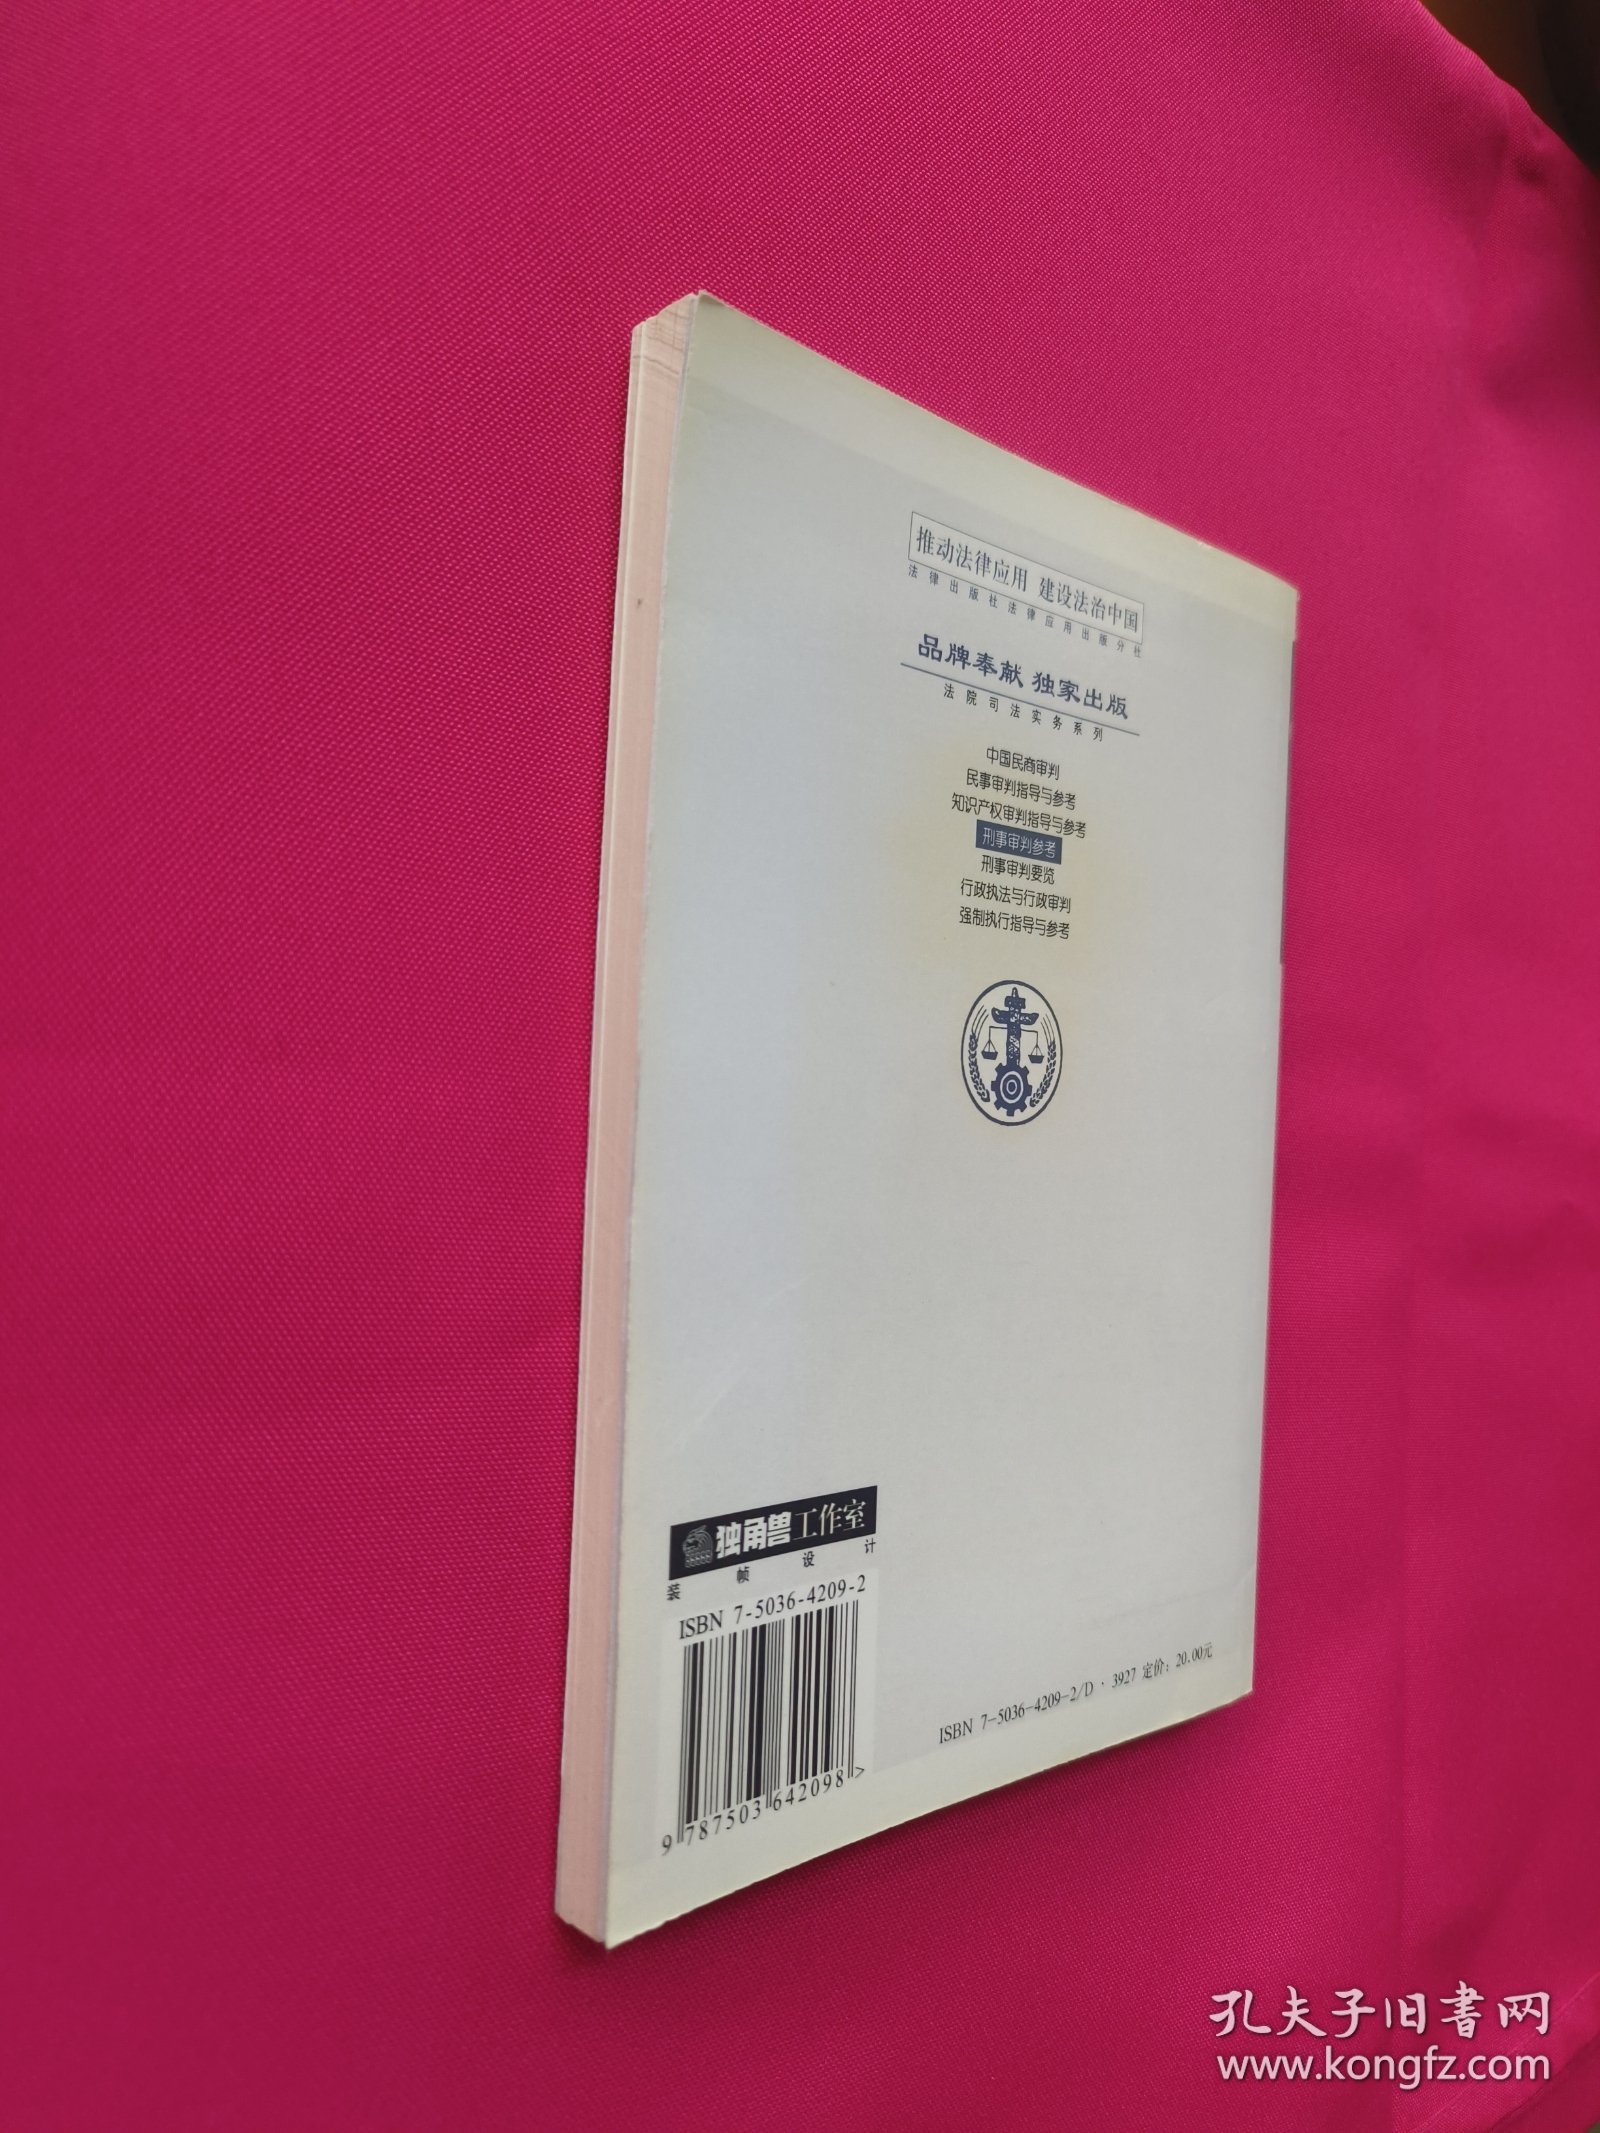 推动法律应用 建设法治中国
法律出版社法律应用出版分社
品牌奉献 独家出版
法院司法实务系列
中国民商审判
民事审判指导与参考
知识产权审判指导与参考
刑事审判参考
刑事审判要览
行政执法与行政审判
强制执行指导与参考
独角兽工作室
装帧设计
ISBN 7-5036-4209-2
9 787503 642098 >
ISBN 7-5036-4209-2/D·3927 定价：20.00元
孔夫子旧书网
www.kongfz.com